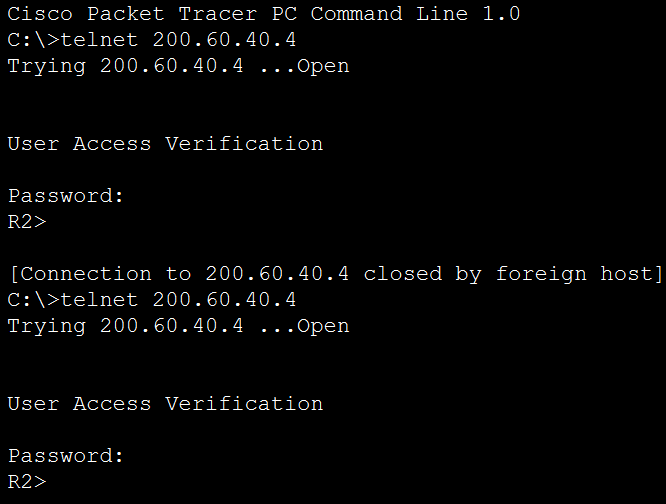 Cisco Packet Tracer PC Command Line 1.0
C:\>telnet 200.60.40.4
Trying 200.60.40.4 ...Open
User Access Verification
Password:
R2>
[Connection to 200.60.40.4 closed by foreign host]
C:\>telnet 200.60.40.4
Trying 200.60.40.4 ...Open
User Access Verification
Password:
R2>